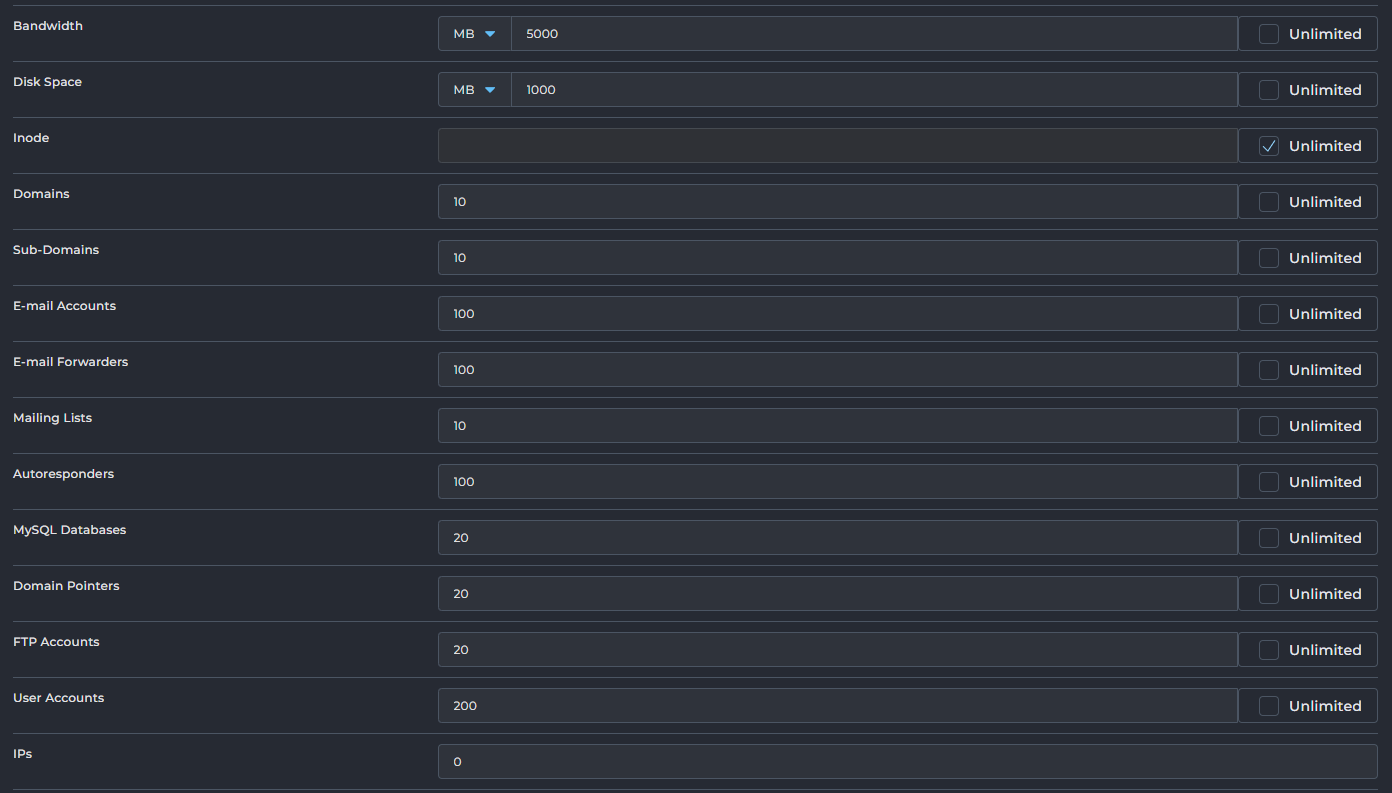 Bandwidth MB 5000 Unlimited
Disk Space MB 1000 Unlimited
Inode Unlimited
Domains 10 Unlimited
Sub-Domains 10 Unlimited
E-mail Accounts 100 Unlimited
E-mail Forwarders 100 Unlimited
Mailing Lists 10 Unlimited
Autoresponders 100 Unlimited
MySQL Databases 20 Unlimited
Domain Pointers 20 Unlimited
FTP Accounts 20 Unlimited
User Accounts 200 Unlimited
IPs 0